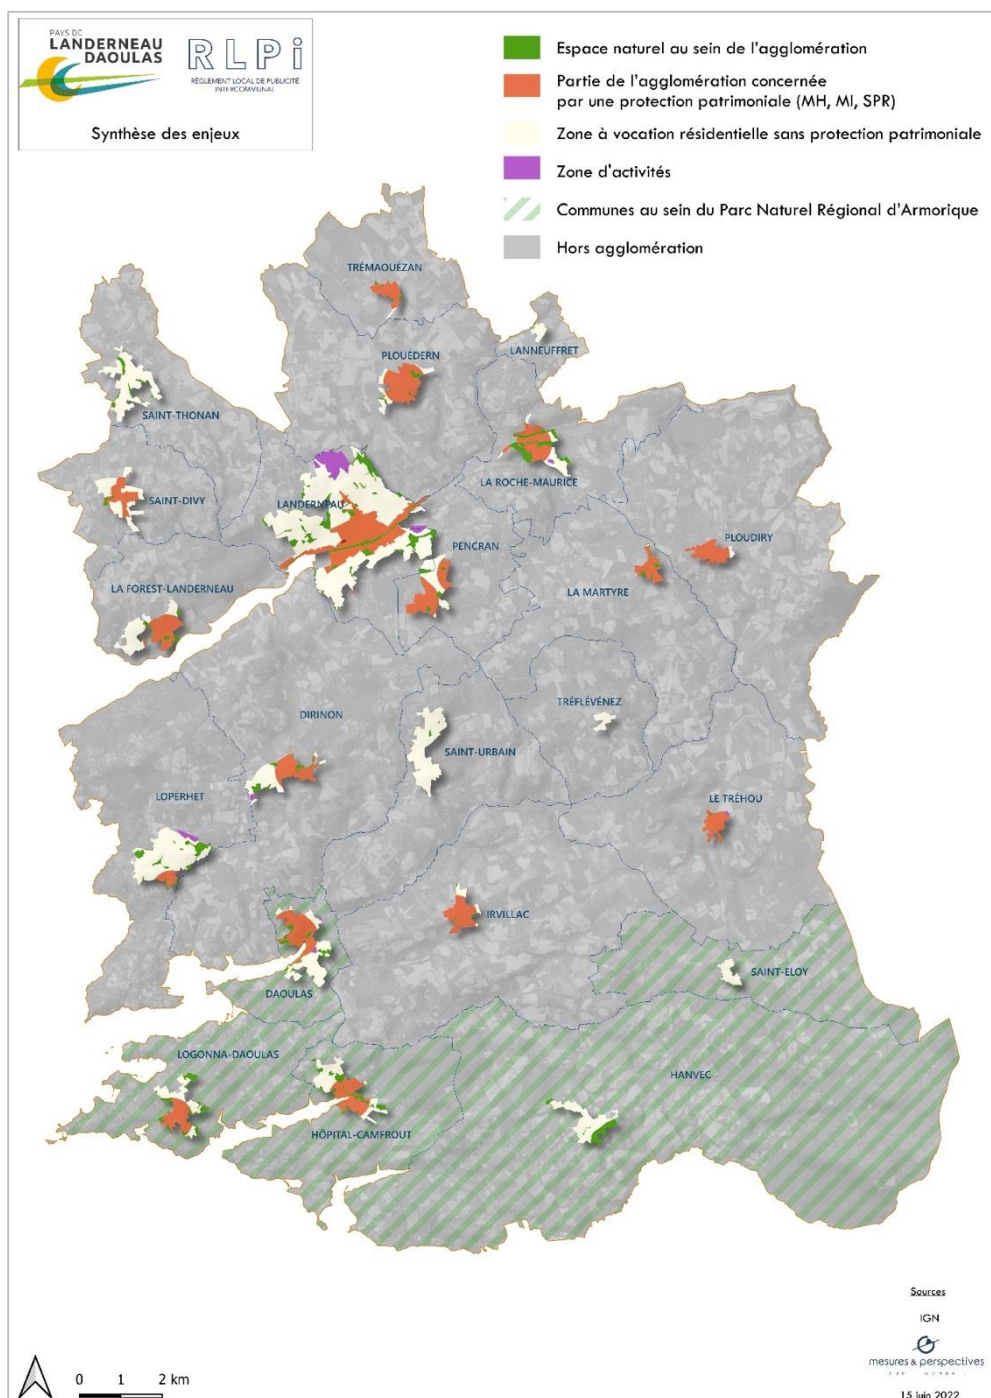 PAYS DE
LANDERNEAU
DAOULAS
RLPi
RÈGLEMENT LOCAL DE PUBLICITÉ
INTERCOMMUNAL
Synthèse des enjeux
Espace naturel au sein de l'agglomération
Partie de l'agglomération concernée
par une protection patrimoniale (MH, MI, SPR)
Zone à vocation résidentielle sans protection patrimoniale
Zone d'activités
Communes au sein du Parc Naturel Régional d'Armorique
Hors agglomération
TRÉMAOUÉZAN
LANNEUFFRET
PLOUÉDERN
SAINT-THONAN
LA ROCHE-MAURICE
SAINT-DIVY
LANDERNEAU
PLOUDIRY
PENCRAN
LA FOREST-LANDERNEAU
LA MARTYRE
TRÉFLÉVÉNEZ
DIRINON
SAINT-URBAIN
LOPERHET
LE TRÉHOU
IRVILLAC
SAINT-ELOY
DAOULAS
LOGONNA-DAOULAS
HANVEC
HÔPITAL-CAMFROUT
Sources
IGN
mesures & perspectives
0 1 2 km
15 juin 2022